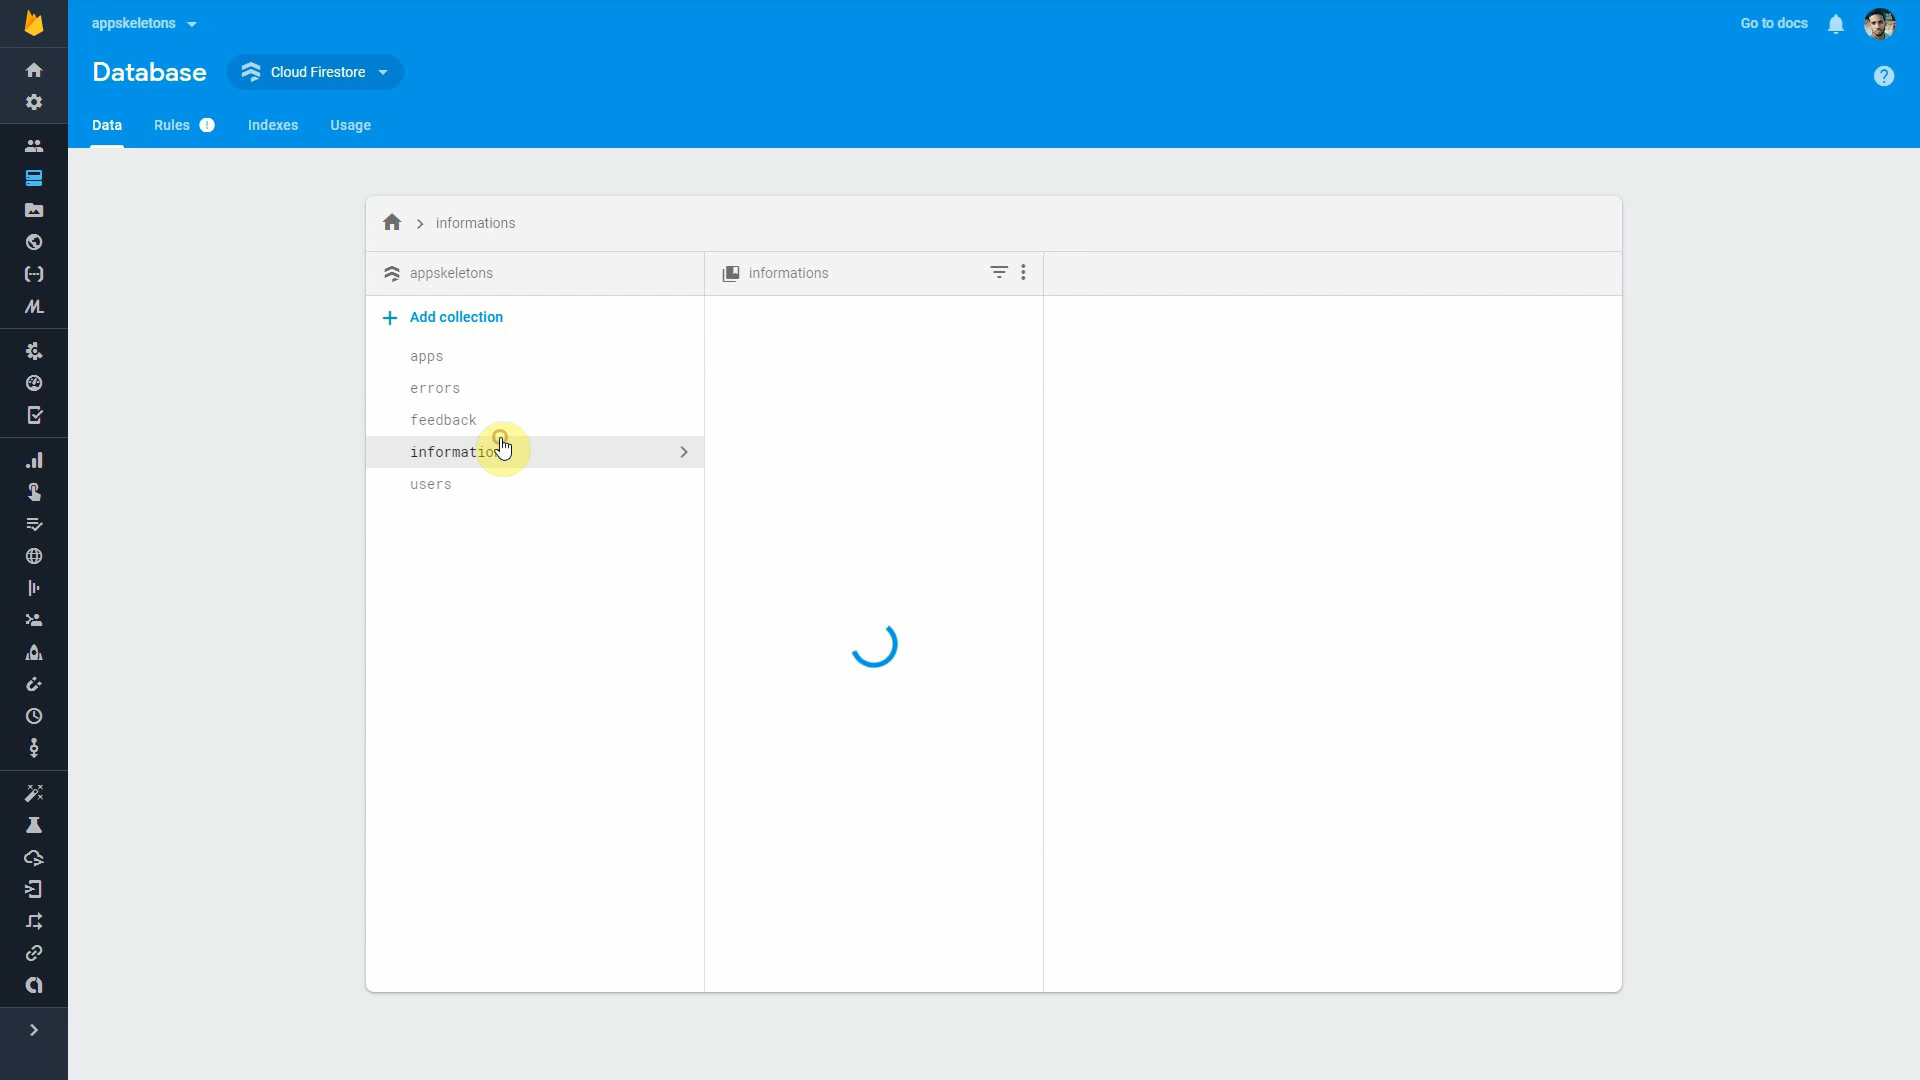 appskeletons
Go to docs
Database
Cloud Firestore
Data
Rules
Indexes
Usage
informations
appskeletons
informations
Add collection
apps
errors
feedback
users